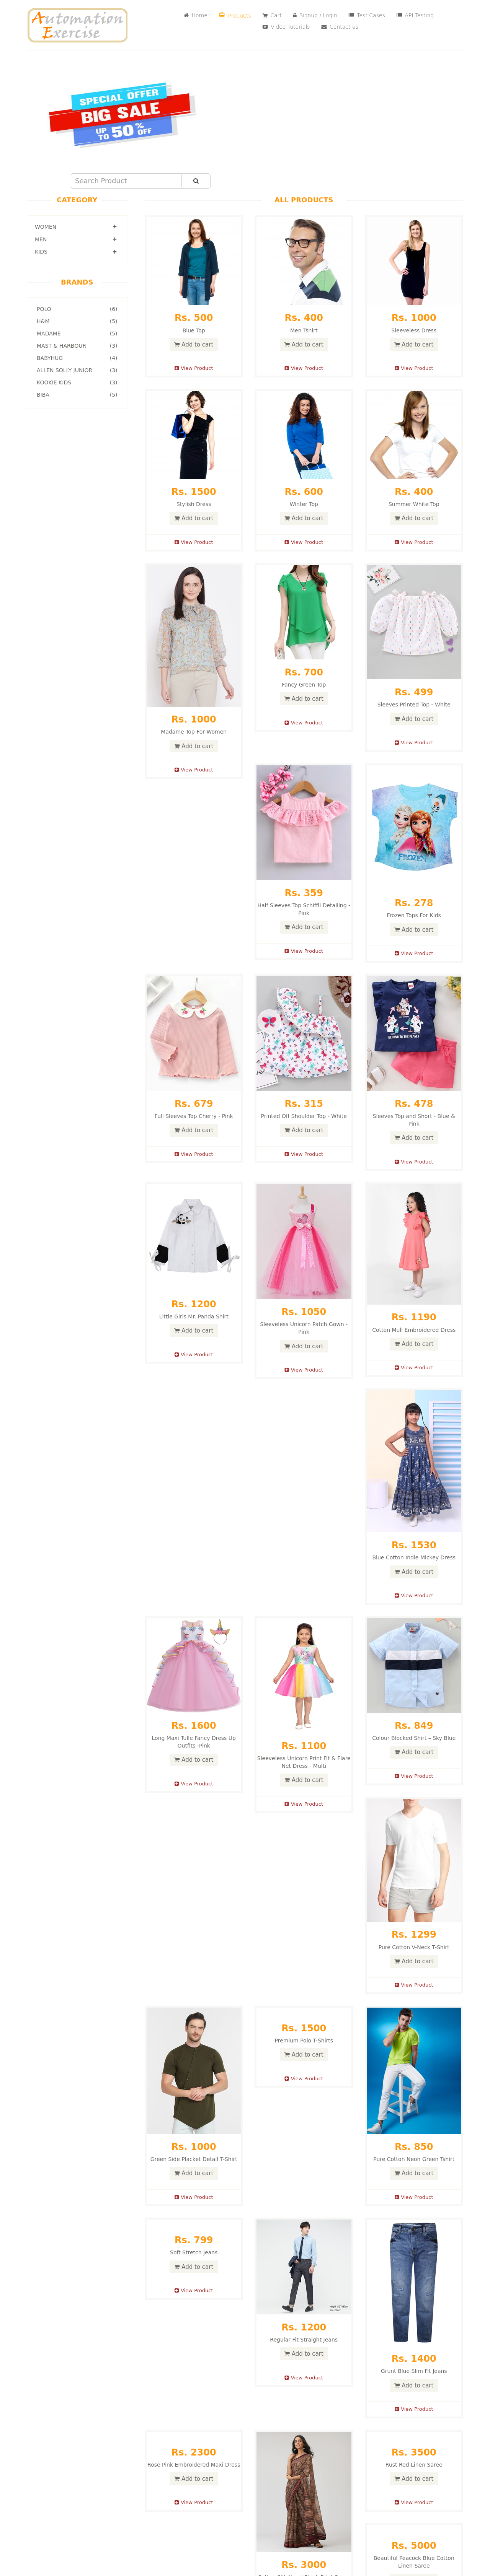 Automation
Exercise
Home
Products
Cart
Signup / Login
Test Cases
API Testing
Video Tutorials
Contact us
SPECIAL OFFER
BIG SALE
UP TO 50% OFF
Search Product
CATEGORY
WOMEN
MEN
KIDS
BRANDS
POLO (6)
H&M (5)
MADAME (5)
MAST & HARBOUR (3)
BABYHUG (4)
ALLEN SOLLY JUNIOR (3)
KOOKIE KIDS (3)
BIBA (5)
ALL PRODUCTS
Rs. 500
Blue Top
Add to cart
View Product
Rs. 400
Men Tshirt
Add to cart
View Product
Rs. 1000
Sleeveless Dress
Add to cart
View Product
Rs. 1500
Stylish Dress
Add to cart
View Product
Rs. 600
Winter Top
Add to cart
View Product
Rs. 400
Summer White Top
Add to cart
View Product
Rs. 1000
Madame Top For Women
Add to cart
View Product
Rs. 700
Fancy Green Top
Add to cart
View Product
Rs. 499
Sleeves Printed Top - White
Add to cart
View Product
Rs. 359
Half Sleeves Top Schiffli Detailing -
Pink
Add to cart
View Product
FROZEN
Rs. 278
Frozen Tops For Kids
Add to cart
View Product
Rs. 679
Full Sleeves Top Cherry - Pink
Add to cart
View Product
Rs. 315
Printed Off Shoulder Top - White
Add to cart
View Product
Rs. 478
Sleeves Top and Short - Blue &
Pink
Add to cart
View Product
Rs. 1200
Little Girls Mr. Panda Shirt
Add to cart
View Product
Rs. 1050
Sleeveless Unicorn Patch Gown -
Pink
Add to cart
View Product
Rs. 1190
Cotton Mull Embroidered Dress
Add to cart
View Product
Rs. 1530
Blue Cotton Indie Mickey Dress
Add to cart
View Product
Rs. 1600
Long Maxi Tulle Fancy Dress Up
Outfits -Pink
Add to cart
View Product
Rs. 1100
Sleeveless Unicorn Print Fit & Flare
Net Dress - Multi
Add to cart
View Product
Rs. 849
Colour Blocked Shirt – Sky Blue
Add to cart
View Product
Rs. 1299
Pure Cotton V-Neck T-Shirt
Add to cart
View Product
Rs. 1000
Green Side Placket Detail T-Shirt
Add to cart
View Product
Rs. 1500
Premium Polo T-Shirts
Add to cart
View Product
Rs. 850
Pure Cotton Neon Green Tshirt
Add to cart
View Product
Rs. 799
Soft Stretch Jeans
Add to cart
View Product
Rs. 1200
Regular Fit Straight Jeans
Add to cart
View Product
Rs. 1400
Grunt Blue Slim Fit Jeans
Add to cart
View Product
Rs. 2300
Rose Pink Embroidered Maxi Dress
Add to cart
View Product
Rs. 3000
Rs. 3500
Rust Red Linen Saree
Add to cart
View Product
Rs. 5000
Beautiful Peacock Blue Cotton
Linen Saree